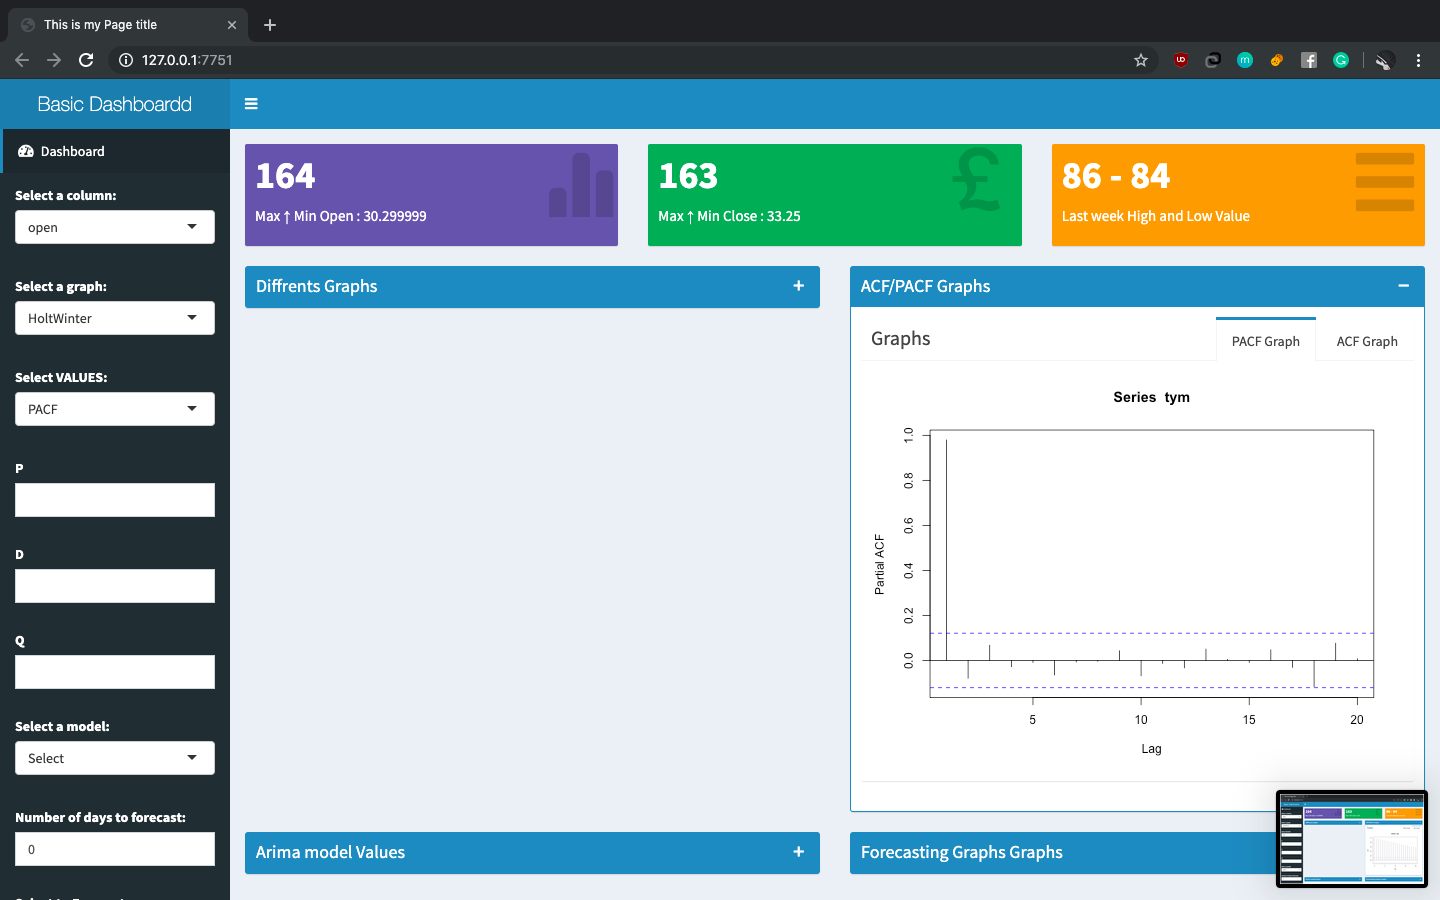 This is my Page title
127.0.0.1:7751
Basic Dashboardd
Dashboard
Select a column:
open
Select a graph:
HoltWinter
Select VALUES:
PACF
P
D
Q
Select a model:
Select
Number of days to forecast:
0
164
Max ↑ Min Open : 30.299999
163
Max ↑ Min Close : 33.25
86 - 84
Last week High and Low Value
Diffrents Graphs
ACF/PACF Graphs
Graphs
PACF Graph
ACF Graph
Series tym
1.0
0.8
0.6
0.4
0.2
0.0
Partial ACF
5
10
15
20
Lag
Arima model Values
Forecasting Graphs Graphs